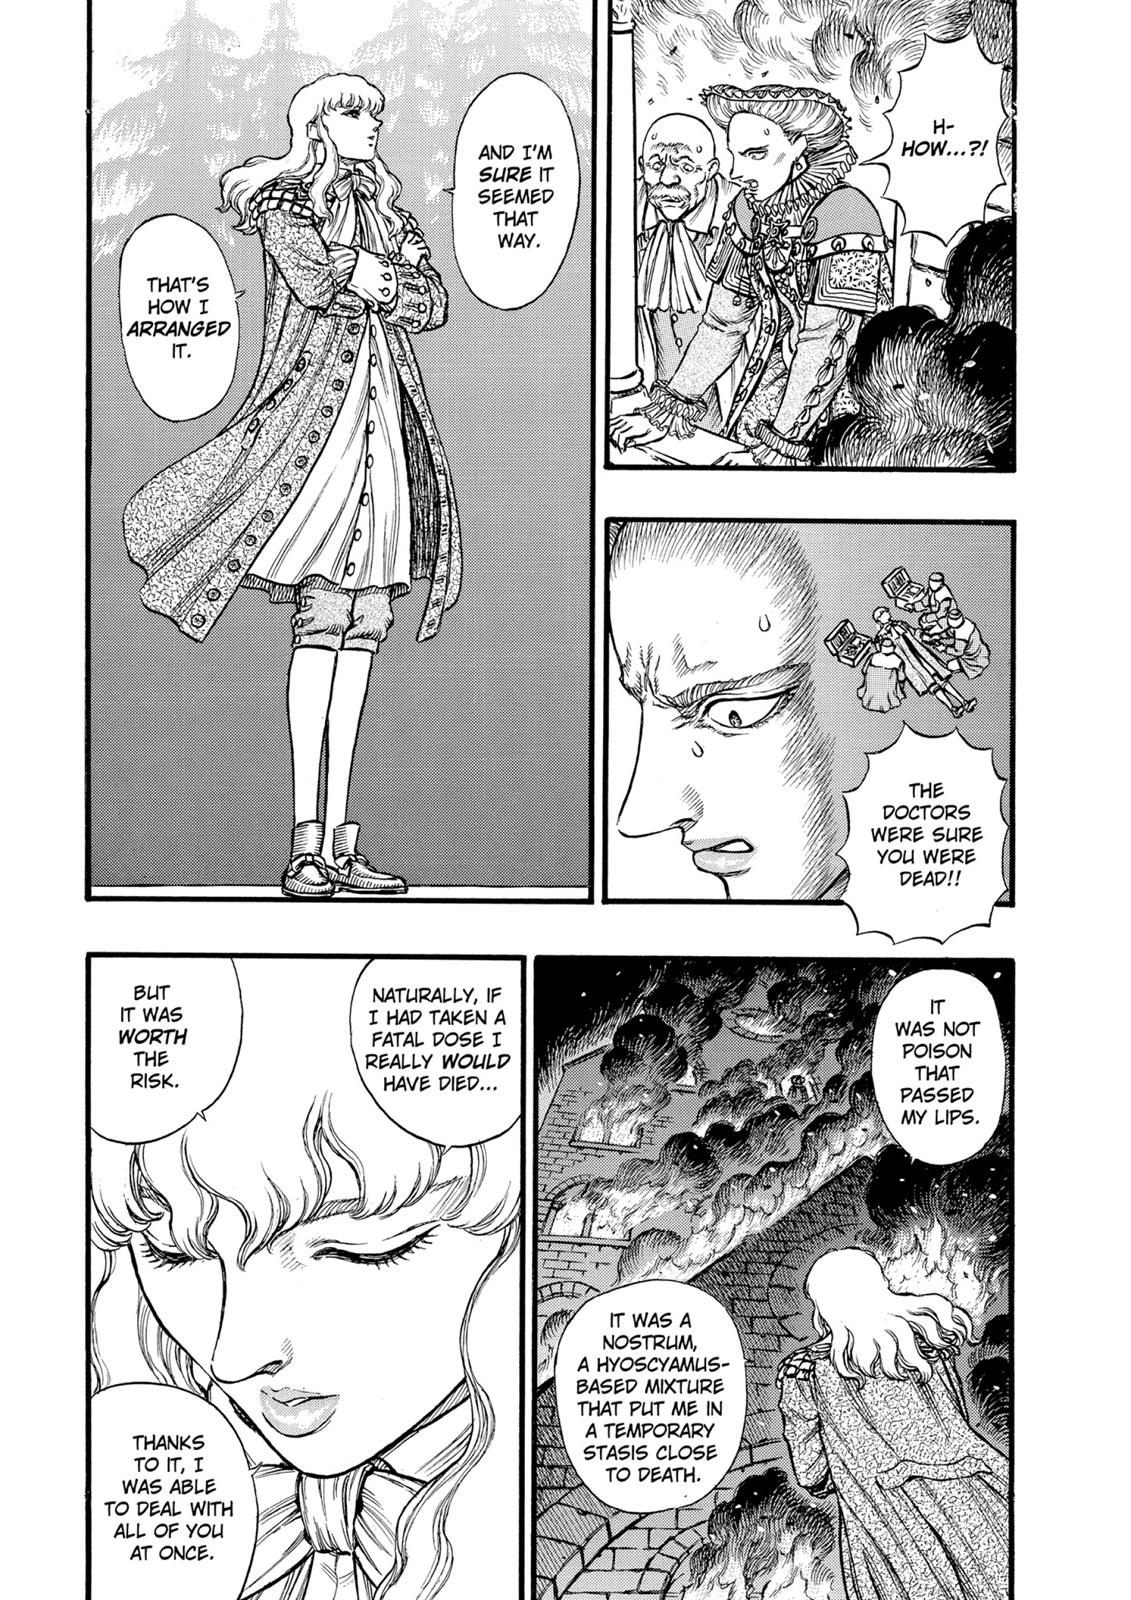 H-
HOW...?!
AND I'M
SURE IT
SEEMED
THAT
WAY.
THAT'S
HOW I
ARRANGED
IT.
THE
DOCTORS
WERE SURE
YOU WERE
DEAD!!
IT
WAS NOT
POISON
THAT
PASSED
MY LIPS.
IT WAS A
NOSTRUM,
A HYOSCYAMUS-
BASED MIXTURE
THAT PUT ME IN
A TEMPORARY
STASIS CLOSE
TO DEATH.
NATURALLY, IF
I HAD TAKEN A
FATAL DOSE I
REALLY WOULD
HAVE DIED...
BUT
IT WAS
WORTH
THE
RISK.
THANKS
TO IT, I
WAS ABLE
TO DEAL WITH
ALL OF YOU
AT ONCE.